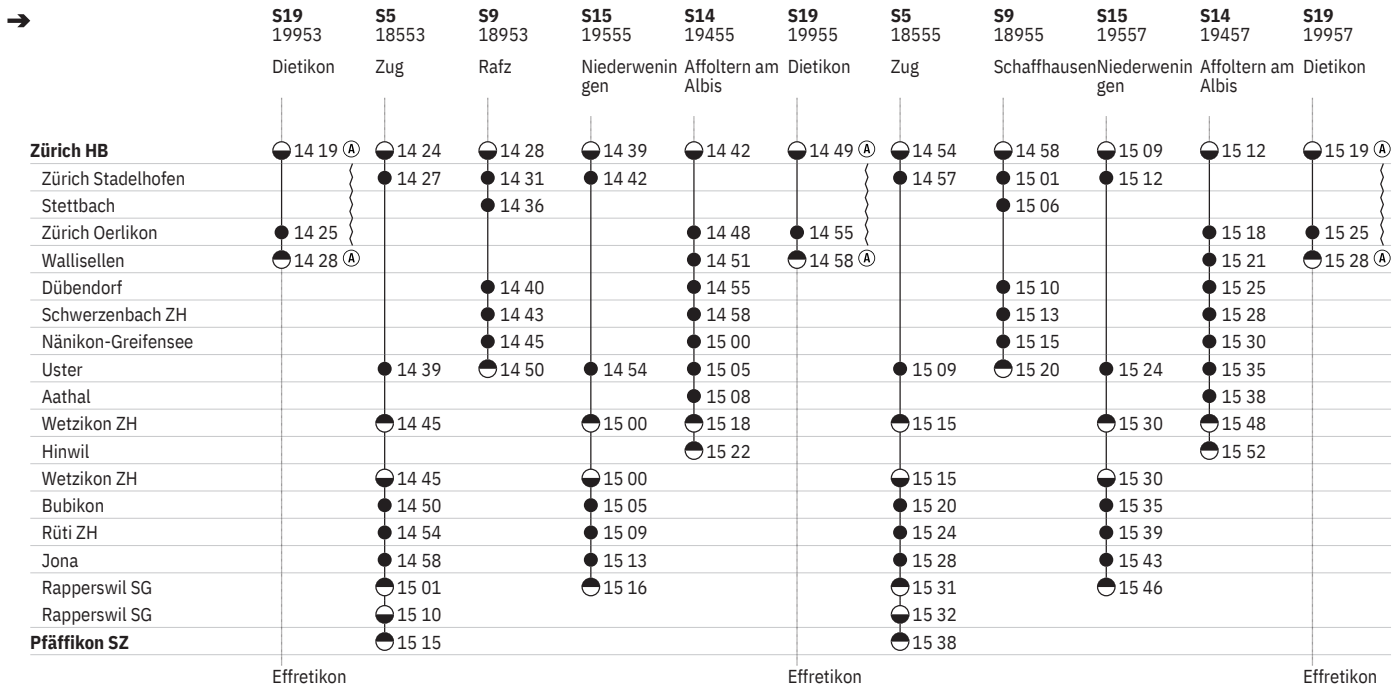 ➔ S19 S5 S9 S15 S14 S19 S5 S9 S15 S14 S19
19953 18553 18953 19555 19455 19955 18555 18955 19557 19457 19957
Dietikon Zug Rafz Niederwenin Affoltern am Dietikon Zug Schaffhausen Niederwenin Affoltern am Dietikon
gen Albis gen Albis
Zürich HB 14 19 A 14 24 14 28 14 39 14 42 14 49 A 14 54 14 58 15 09 15 12 15 19 A
Zürich Stadelhofen 14 27 14 31 14 42 14 57 15 01 15 12
Stettbach 14 36 15 06
Zürich Oerlikon 14 25 14 48 14 55 15 18 15 25
Wallisellen 14 28 A 14 51 14 58 A 15 21 15 28 A
Dübendorf 14 40 14 55 15 10 15 25
Schwerzenbach ZH 14 43 14 58 15 13 15 28
Nänikon-Greifensee 14 45 15 00 15 15 15 30
Uster 14 39 14 50 14 54 15 05 15 09 15 20 15 24 15 35
Aathal 15 08 15 38
Wetzikon ZH 14 45 15 00 15 18 15 15 15 30 15 48
Hinwil 15 22 15 52
Wetzikon ZH 14 45 15 00 15 15 15 30
Bubikon 14 50 15 05 15 20 15 35
Rüti ZH 14 54 15 09 15 24 15 39
Jona 14 58 15 13 15 28 15 43
Rapperswil SG 15 01 15 16 15 31 15 46
Rapperswil SG 15 10 15 32
Pfäffikon SZ 15 15 15 38
Effretikon Effretikon Effretikon